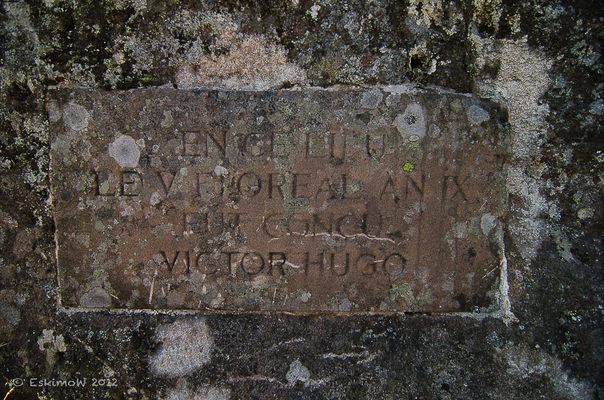 EN CE LIEU
LE V FLOREAL AN IX
FUT CONCU
VICTOR HUGO
© EskimoW 2012